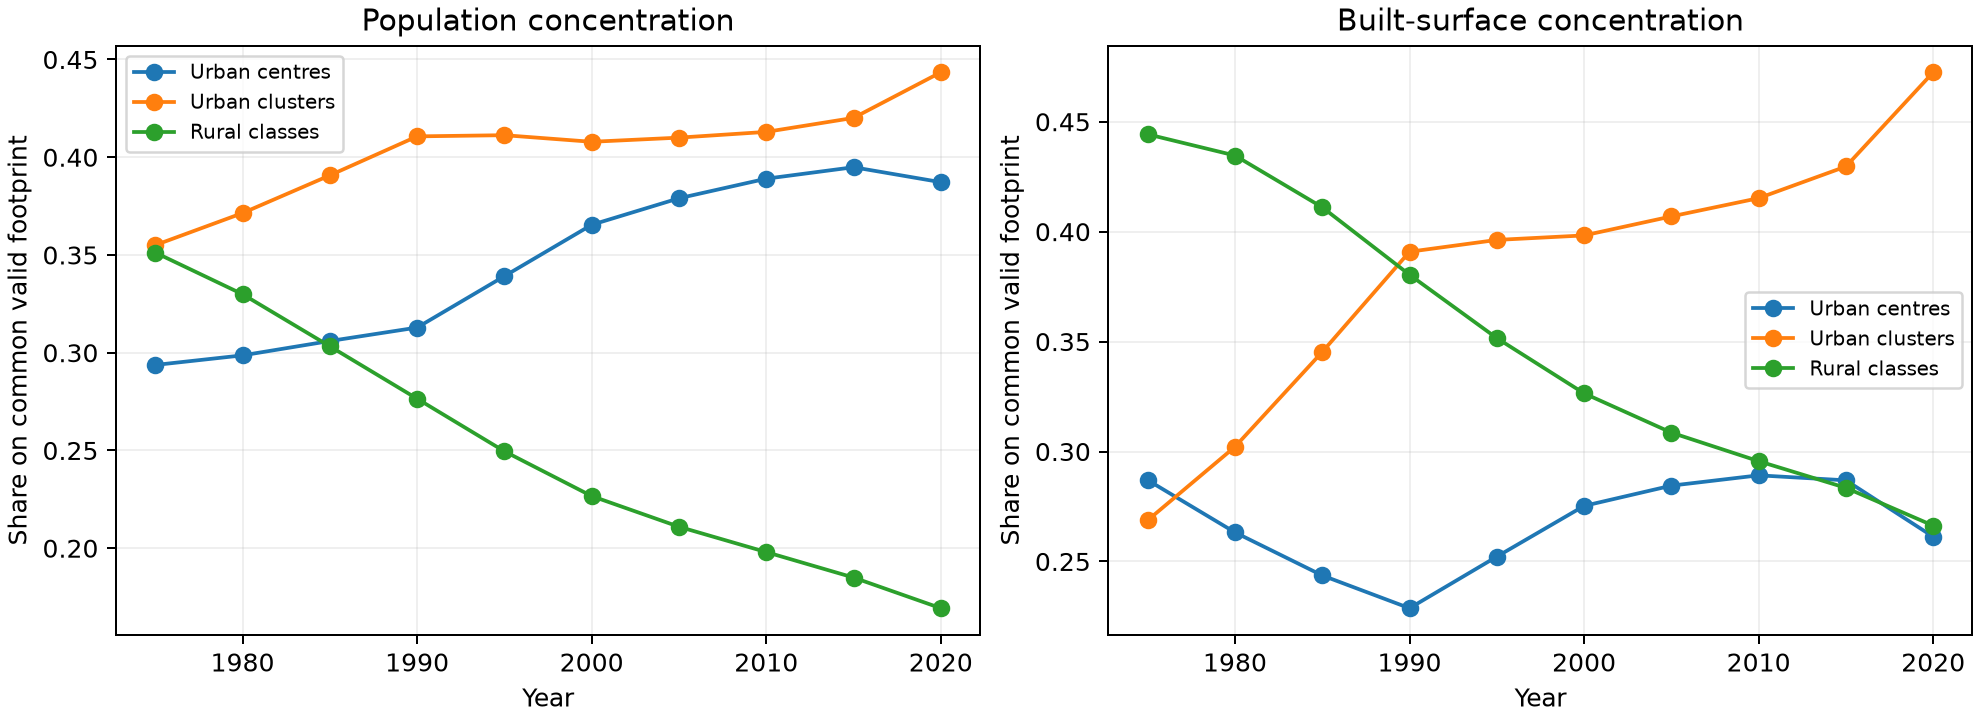 Population concentration
Share on common valid footprint
0.45
0.40
0.35
0.30
0.25
0.20
Urban centres
Urban clusters
Rural classes
1980 1990 2000 2010 2020
Year
Built-surface concentration
Share on common valid footprint
0.45
0.40
0.35
0.30
0.25
Urban centres
Urban clusters
Rural classes
1980 1990 2000 2010 2020
Year